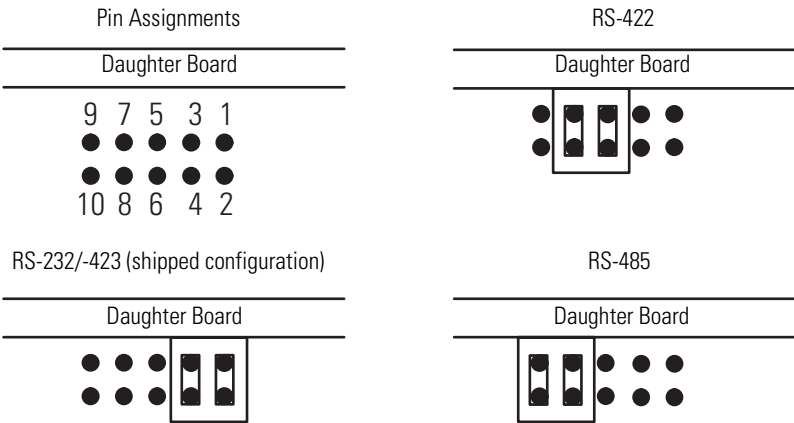 Pin Assignments
Daughter Board
9 7 5 3 1
10 8 6 4 2
RS-422
Daughter Board
RS-232/-423 (shipped configuration)
Daughter Board
RS-485
Daughter Board